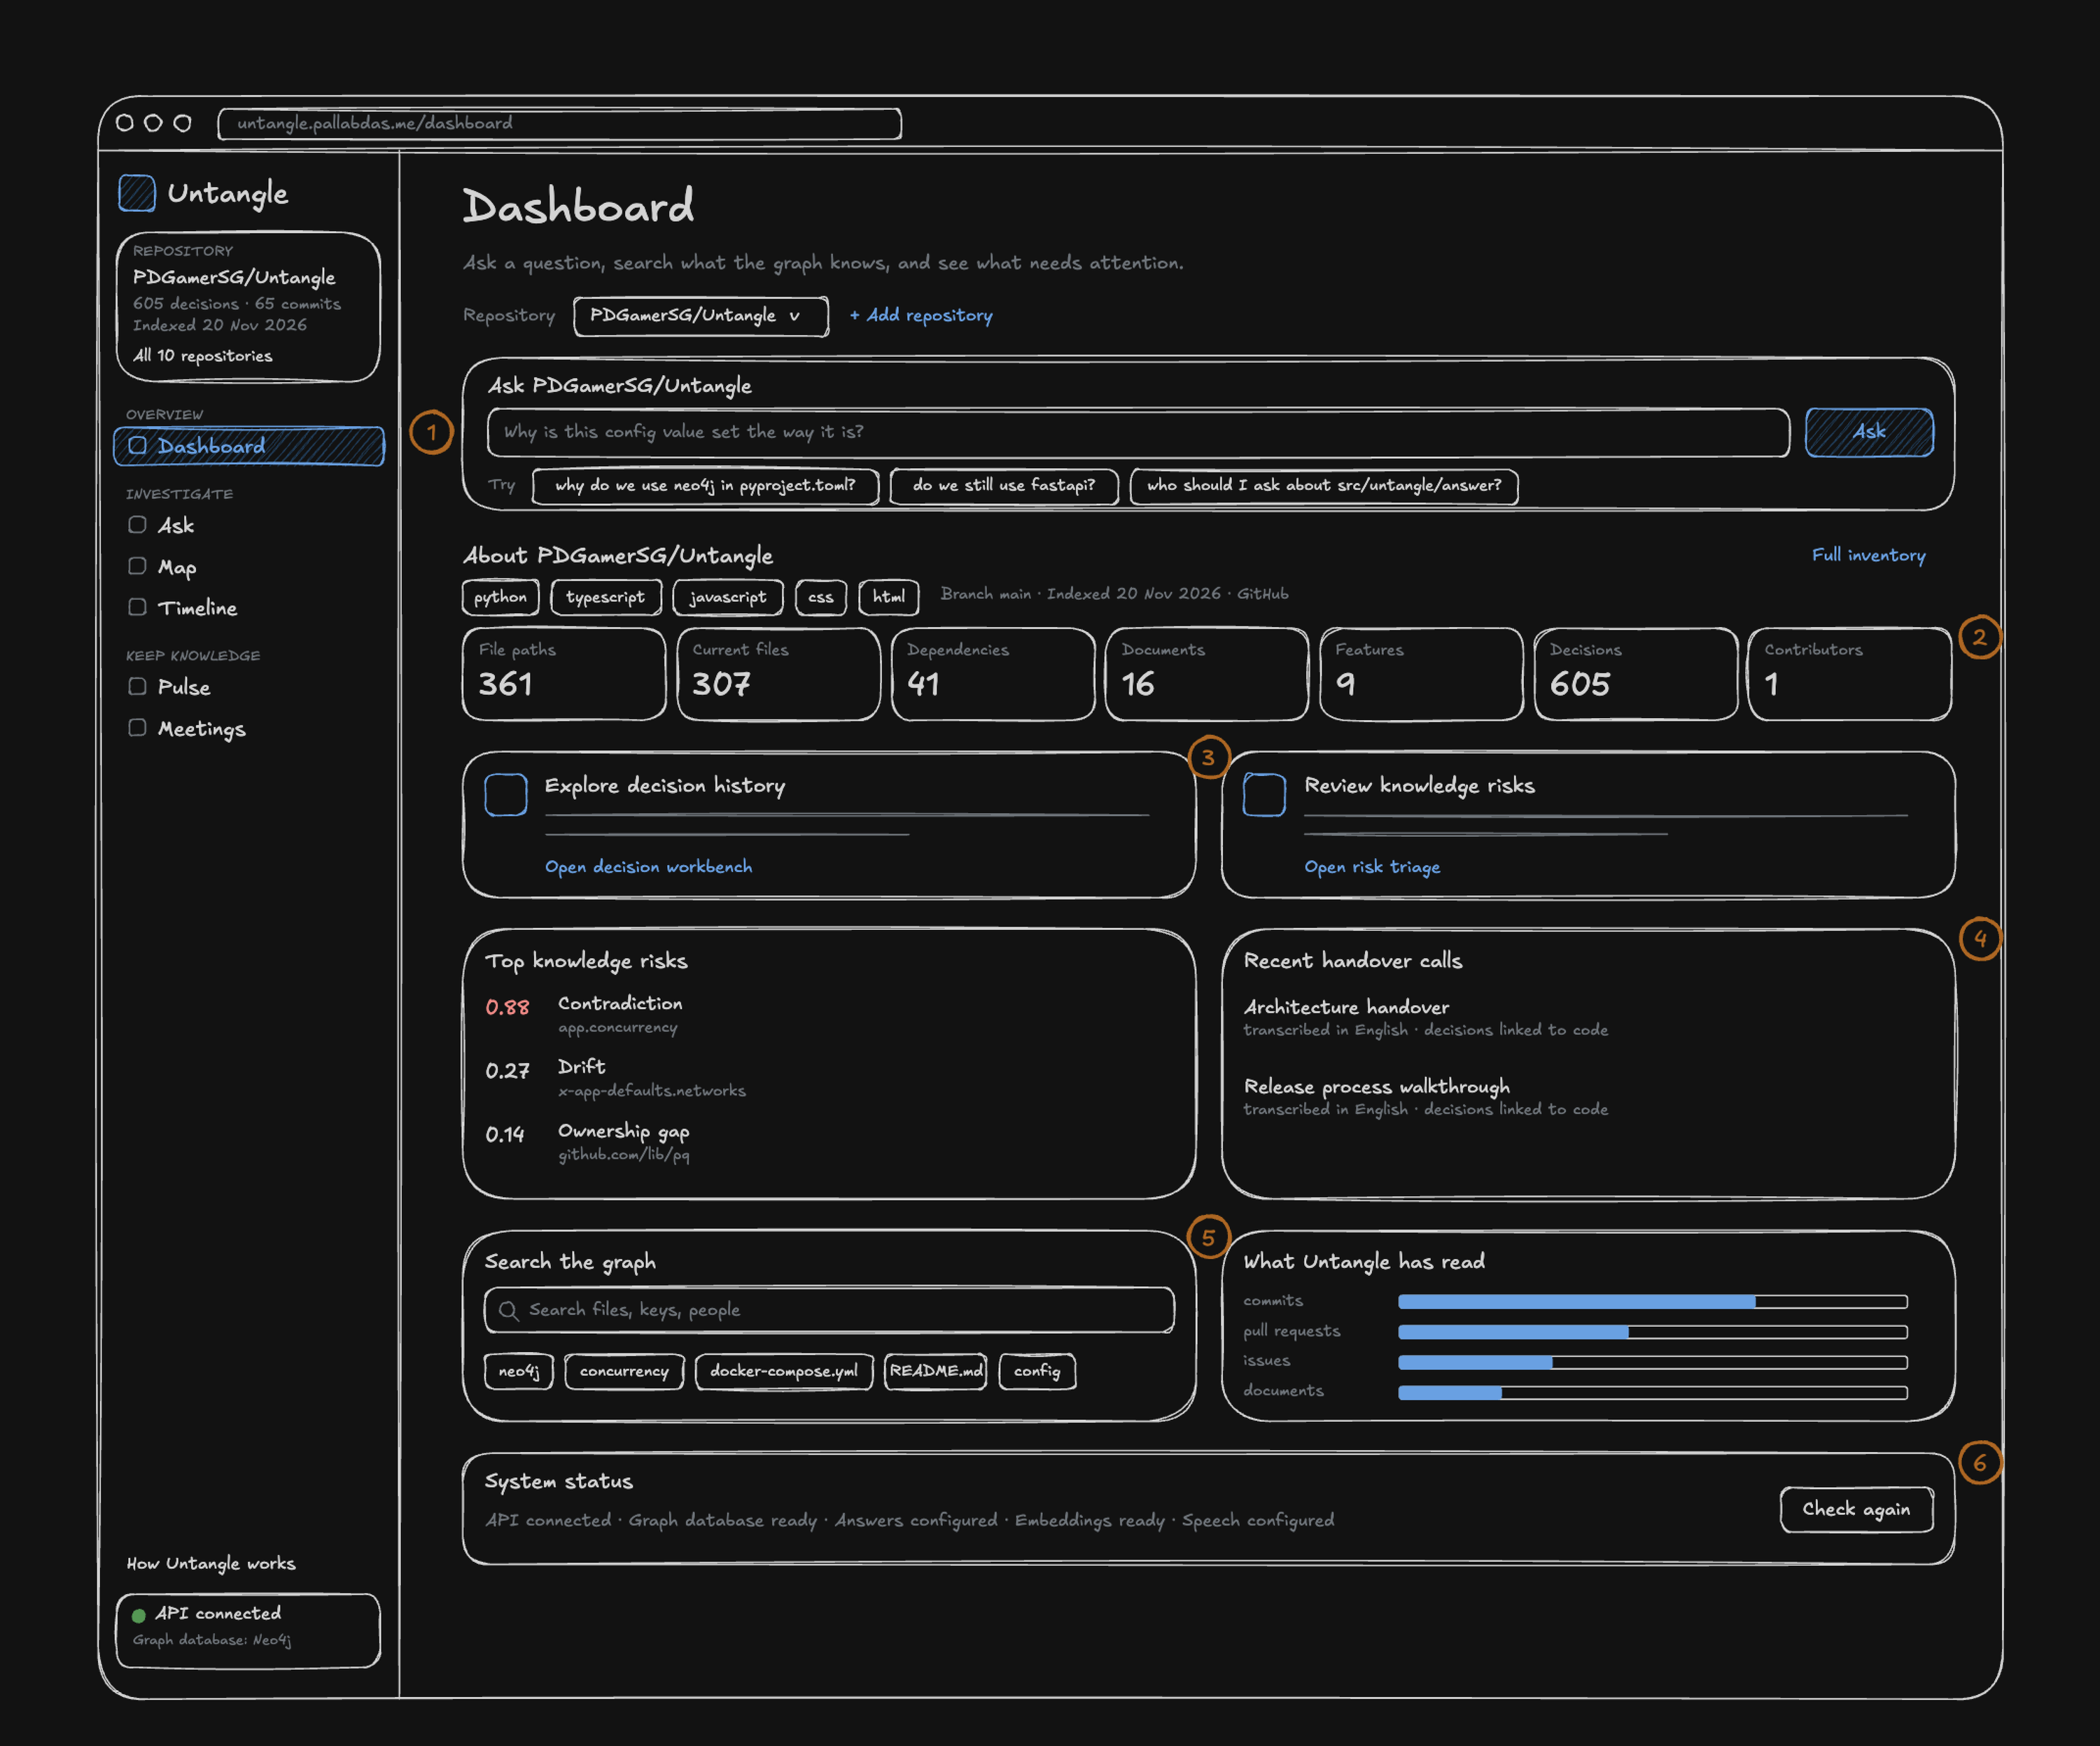 untangle.pallabdas.me/dashboard
Untangle
REPOSITORY
PDGamerSG/Untangle
605 decisions · 65 commits
Indexed 20 Nov 2026
All 10 repositories
OVERVIEW
Dashboard
INVESTIGATE
Ask
Map
Timeline
KEEP KNOWLEDGE
Pulse
Meetings
How Untangle works
API connected
Graph database: Neo4j
Dashboard
Ask a question, search what the graph knows, and see what needs attention.
Repository PDGamerSG/Untangle v + Add repository
1
Ask PDGamerSG/Untangle
Why is this config value set the way it is? Ask
Try why do we use neo4j in pyproject.toml? do we still use fastapi? who should I ask about src/untangle/answer?
About PDGamerSG/Untangle Full inventory
python typescript javascript css html Branch main · Indexed 20 Nov 2026 · GitHub
2
File paths Current files Dependencies Documents Features Decisions Contributors
361 307 41 16 9 605 1
3
Explore decision history
Open decision workbench
Review knowledge risks
Open risk triage
4
Top knowledge risks
0.88 Contradiction
app.concurrency
0.27 Drift
x-app-defaults.networks
0.14 Ownership gap
github.com/lib/pq
Recent handover calls
Architecture handover
transcribed in English · decisions linked to code
Release process walkthrough
transcribed in English · decisions linked to code
5
Search the graph
Search files, keys, people
neo4j concurrency docker-compose.yml README.md config
What Untangle has read
commits
pull requests
issues
documents
6
System status
API connected · Graph database ready · Answers configured · Embeddings ready · Speech configured
Check again